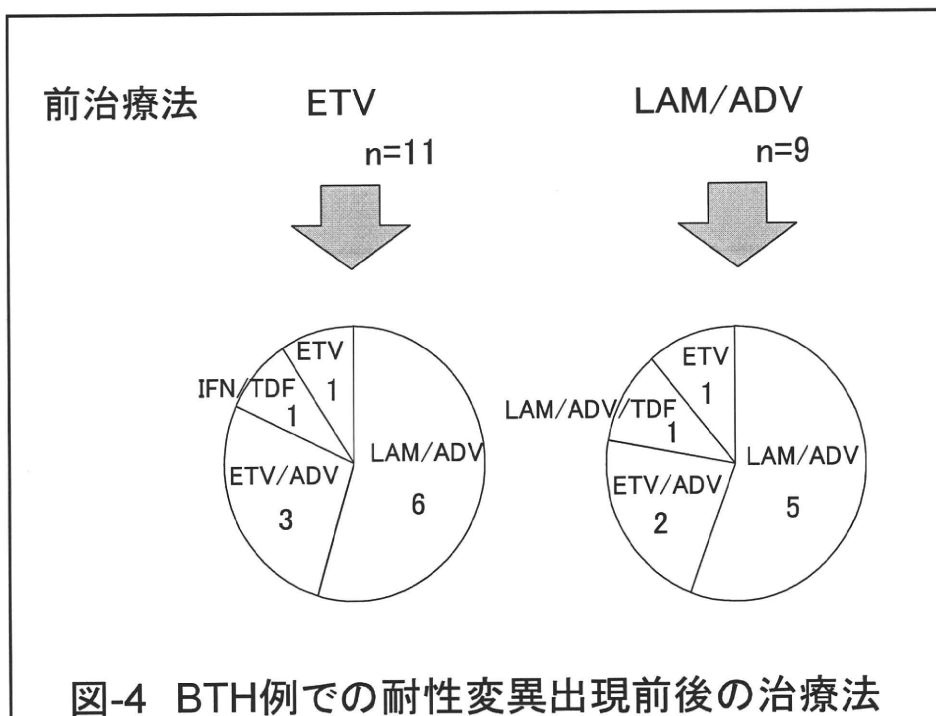 前治療法 ETV LAM/ADV
n=11 n=9
ETV
1
IFN/TDF
1
LAM/ADV
6
ETV/ADV
3
ETV
1
LAM/ADV/TDF
1
LAM/ADV
5
ETV/ADV
2
図-4 BTH例での耐性変異出現前後の治療法